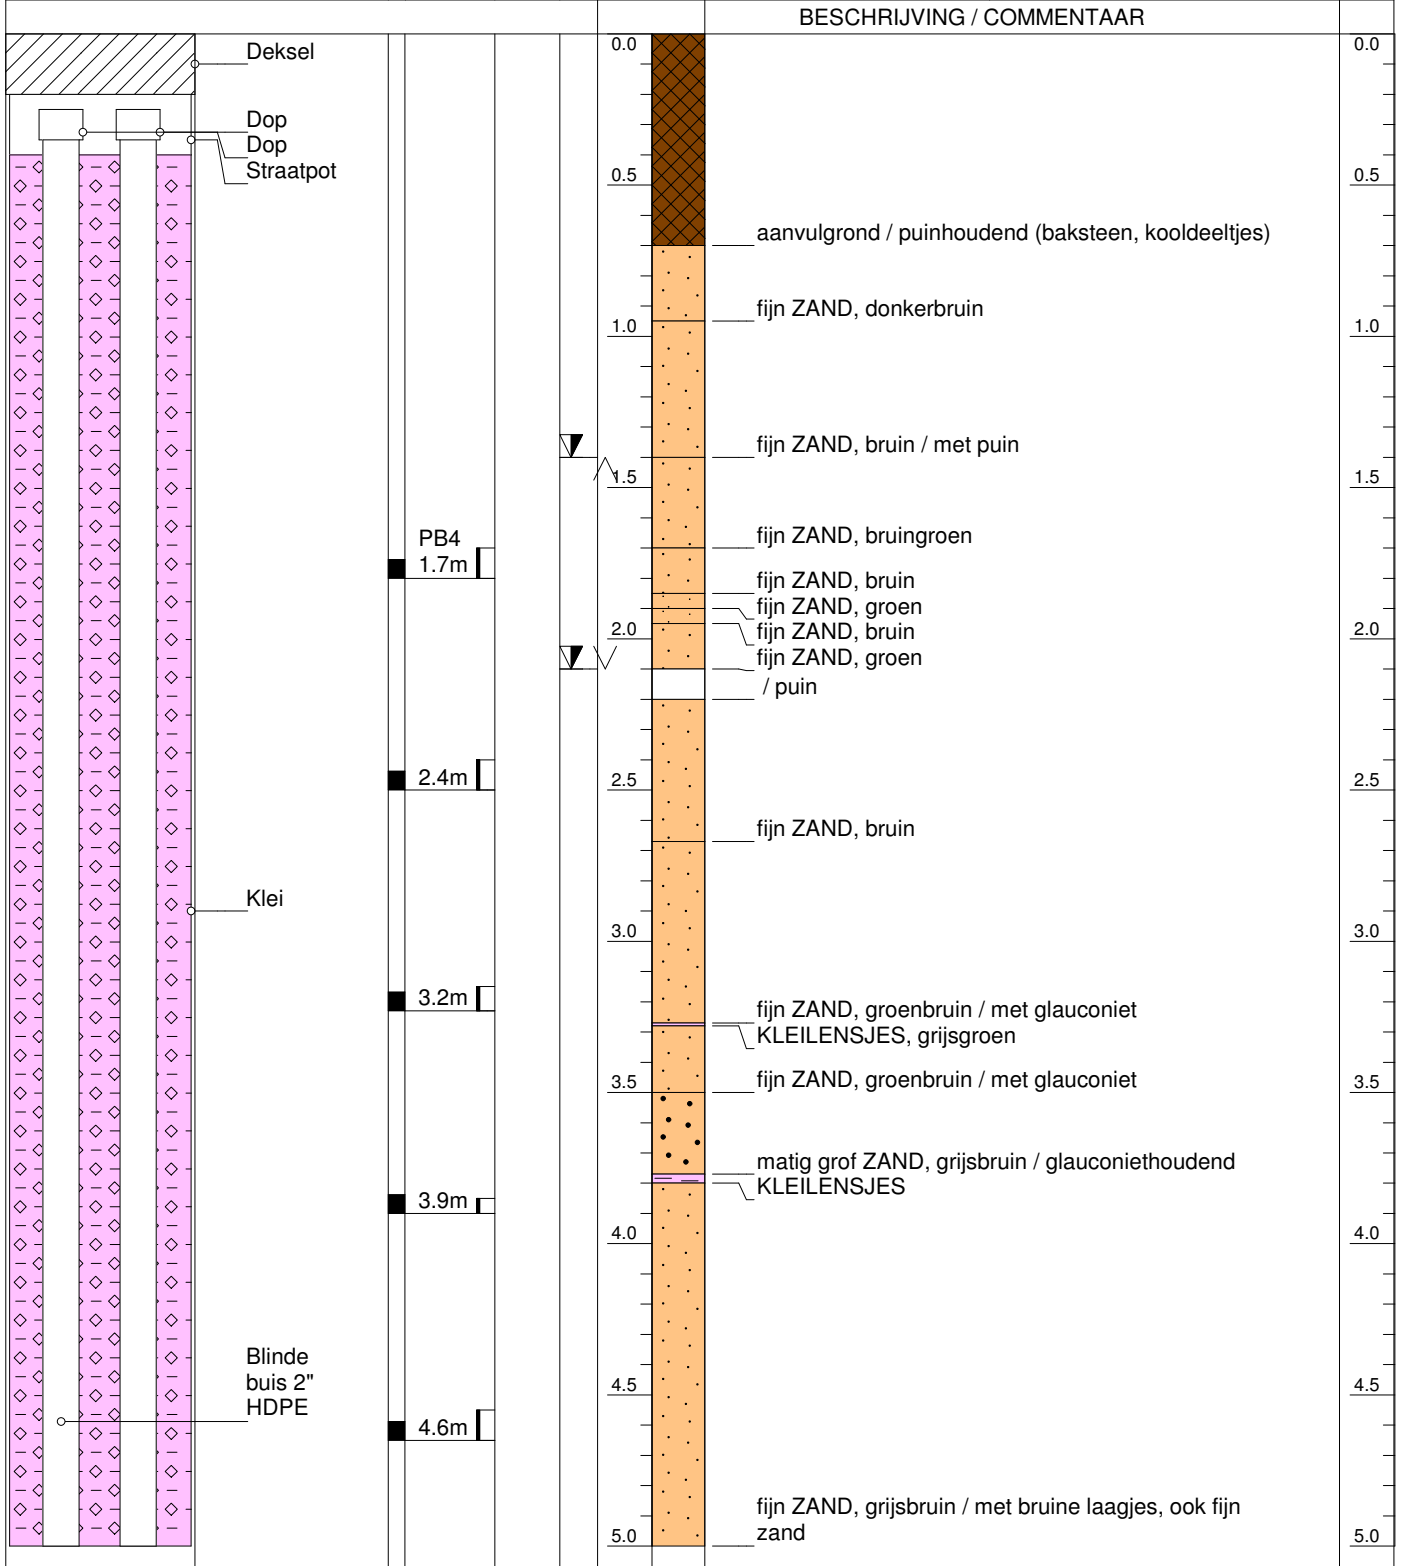 BESCHRIJVING / COMMENTAAR
Deksel
Dop
Dop
Straatpot
Klei
Blinde
buis 2"
HDPE
PB4
1.7m
2.4m
3.2m
3.9m
4.6m
0.0
0.5
1.0
1.5
2.0
2.5
3.0
3.5
4.0
4.5
5.0
aanvulgrond / puinhoudend (baksteen, kooldeeltjes)
fijn ZAND, donkerbruin
fijn ZAND, bruin / met puin
fijn ZAND, bruingroen
fijn ZAND, bruin
fijn ZAND, groen
fijn ZAND, bruin
fijn ZAND, groen
/ puin
fijn ZAND, bruin
fijn ZAND, groenbruin / met glauconiet
KLEILENSJES, grijsgroen
fijn ZAND, groenbruin / met glauconiet
matig grof ZAND, grijsbruin / glauconiethoudend
KLEILENSJES
fijn ZAND, grijsbruin / met bruine laagjes, ook fijn
zand
0.0
0.5
1.0
1.5
2.0
2.5
3.0
3.5
4.0
4.5
5.0